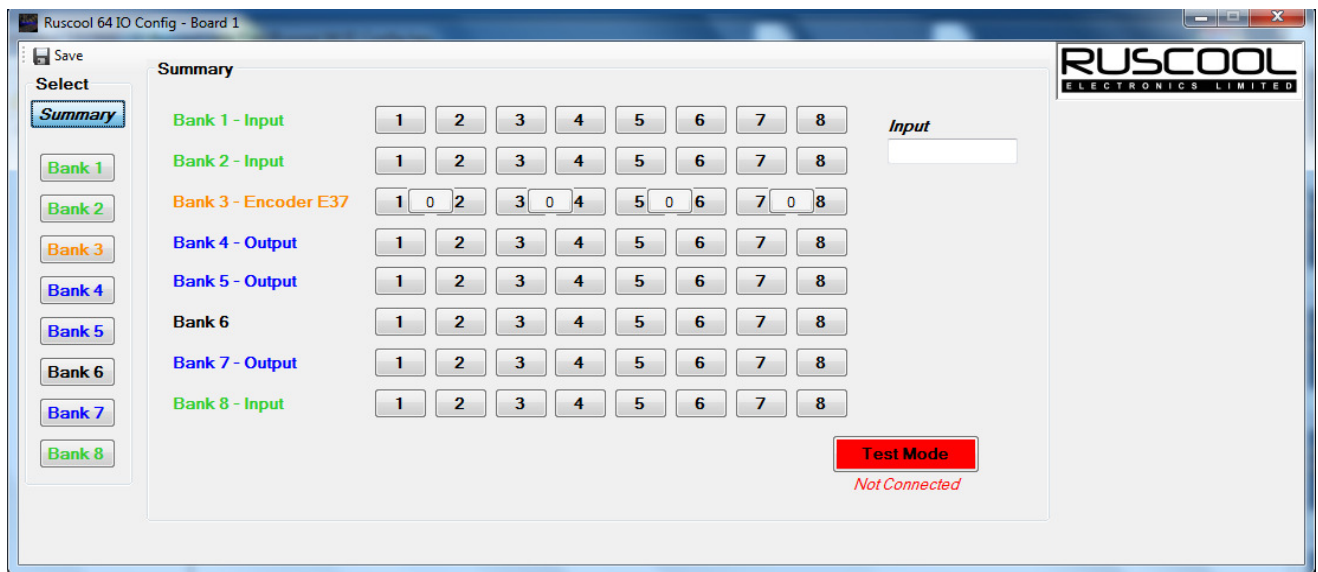 Ruscool 64 IO Config - Board 1
Save
RUSCOOL
ELECTRONICS LIMITED
Select
Summary
Bank 1
Bank 2
Bank 3
Bank 4
Bank 5
Bank 6
Bank 7
Bank 8
Summary
Bank 1 - Input 1 2 3 4 5 6 7 8
Bank 2 - Input 1 2 3 4 5 6 7 8
Bank 3 - Encoder E37 1 0 2 3 0 4 5 0 6 7 0 8
Bank 4 - Output 1 2 3 4 5 6 7 8
Bank 5 - Output 1 2 3 4 5 6 7 8
Bank 6 1 2 3 4 5 6 7 8
Bank 7 - Output 1 2 3 4 5 6 7 8
Bank 8 - Input 1 2 3 4 5 6 7 8
Input
Test Mode
Not Connected